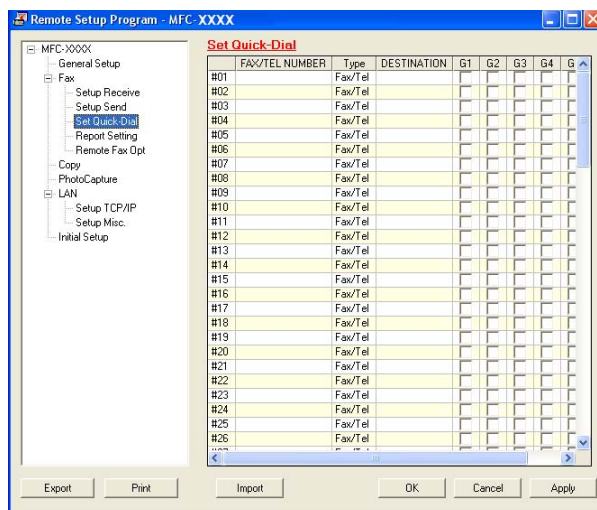 Remote Setup Program - MFC-XXXX
MFC-XXXX
General Setup
Fax
Setup Receive
Setup Send
Set Quick-Dial
Report Setting
Remote Fax Opt
Copy
PhotoCapture
LAN
Setup TCP/IP
Setup Misc.
Initial Setup
Set Quick-Dial
FAX/TEL NUMBER Type DESTINATION G1 G2 G3 G4 G
#01 Fax/Tel
#02 Fax/Tel
#03 Fax/Tel
#04 Fax/Tel
#05 Fax/Tel
#06 Fax/Tel
#07 Fax/Tel
#08 Fax/Tel
#09 Fax/Tel
#10 Fax/Tel
#11 Fax/Tel
#12 Fax/Tel
#13 Fax/Tel
#14 Fax/Tel
#15 Fax/Tel
#16 Fax/Tel
#17 Fax/Tel
#18 Fax/Tel
#19 Fax/Tel
#20 Fax/Tel
#21 Fax/Tel
#22 Fax/Tel
#23 Fax/Tel
#24 Fax/Tel
#25 Fax/Tel
#26 Fax/Tel
Export Print Import OK Cancel Apply